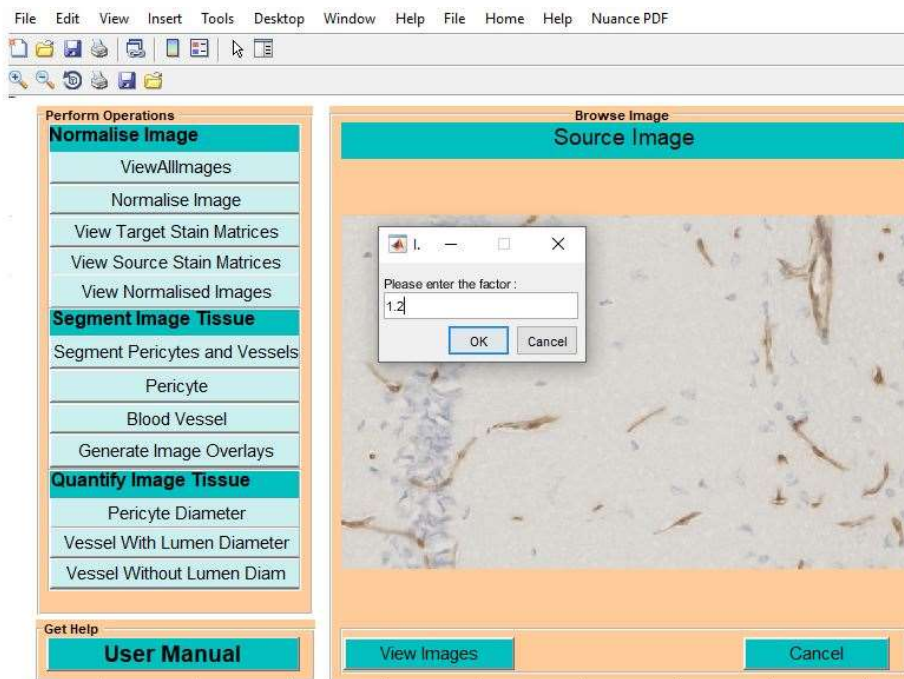 File Edit View Insert Tools Desktop Window Help File Home Help Nuance PDF
Perform Operations
Normalise Image
ViewAllImages
Normalise Image
View Target Stain Matrices
View Source Stain Matrices
View Normalised Images
Segment Image Tissue
Segment Pericytes and Vessels
Pericyte
Blood Vessel
Generate Image Overlays
Quantify Image Tissue
Pericyte Diameter
Vessel With Lumen Diameter
Vessel Without Lumen Diam
Get Help
User Manual
Browse Image
Source Image
I.
Please enter the factor :
1.2
OK Cancel
View Images Cancel